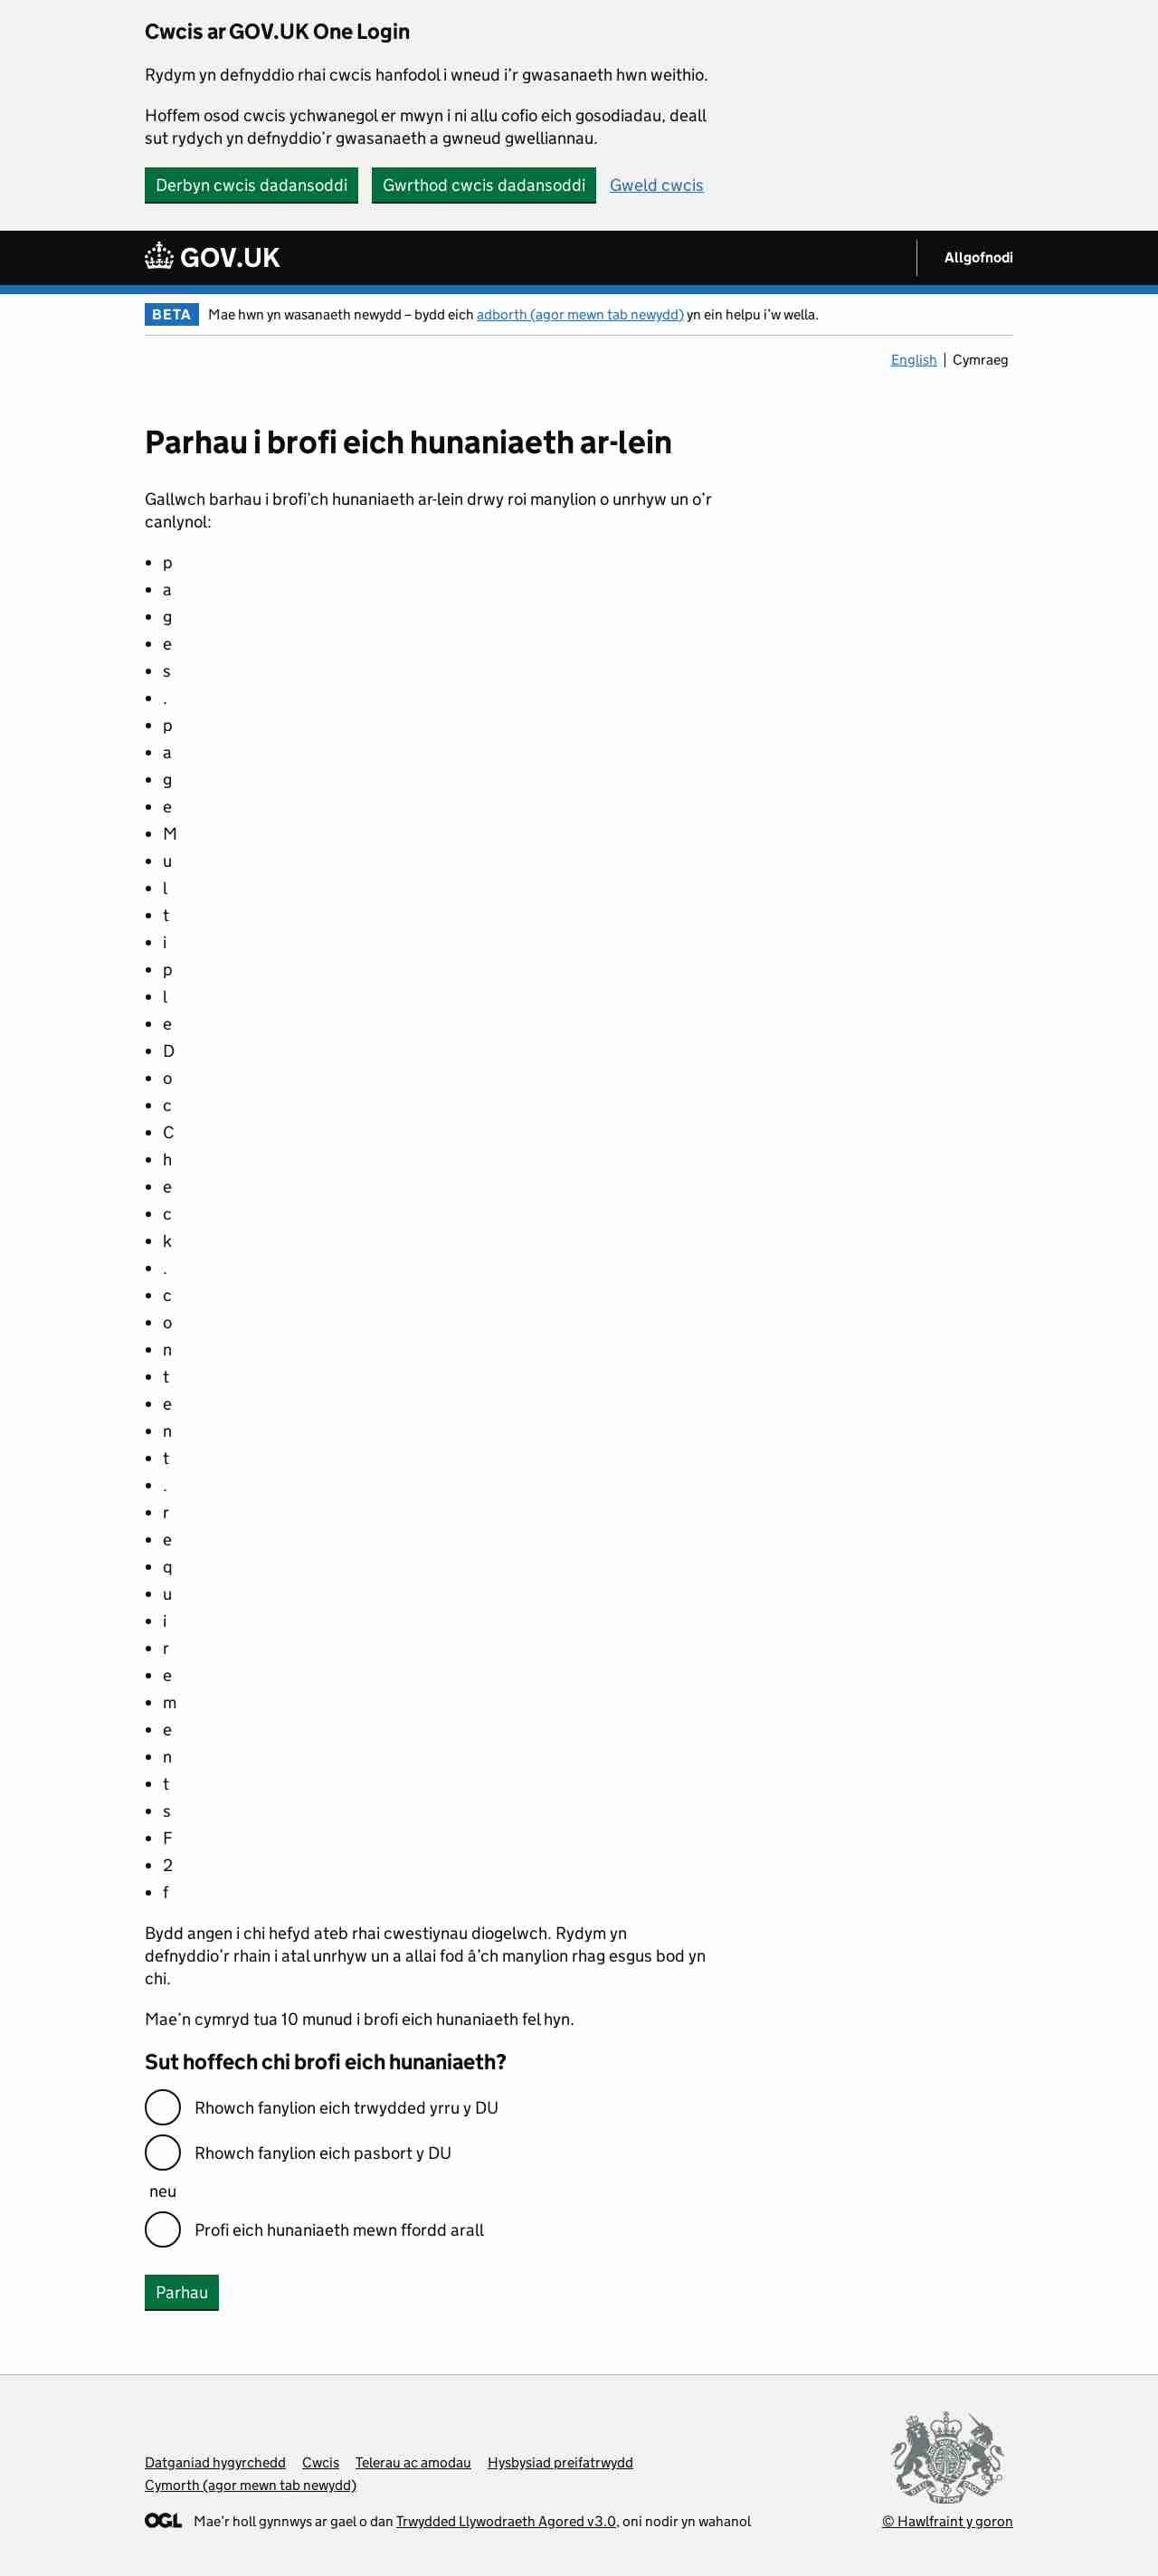 Cwcis ar GOV.UK One Login
Rydym yn defnyddio rhai cwcis hanfodol i wneud i'r gwasanaeth hwn weithio.
Hoffem osod cwcis ychwanegol er mwyn i ni allu cofio eich gosodiadau, deall
sut rydych yn defnyddio'r gwasanaeth a gwneud gwelliannau.
Derbyn cwcis dadansoddi Gwrthod cwcis dadansoddi Gweld cwcis
GOV.UK Allgofnodi
BETA Mae hwn yn wasanaeth newydd – bydd eich adborth (agor mewn tab newydd) yn ein helpu i'w wella.
English | Cymraeg
Parhau i brofi eich hunaniaeth ar-lein
Gallwch barhau i brofi'ch hunaniaeth ar-lein drwy roi manylion o unrhyw un o'r
canlynol:
• p
• a
• g
• e
• s
• .
• p
• a
• g
• e
• M
• u
• l
• t
• i
• p
• l
• e
• D
• o
• c
• C
• h
• e
• c
• k
• .
• c
• o
• n
• t
• e
• n
• t
• .
• r
• e
• q
• u
• i
• r
• e
• m
• e
• n
• t
• s
• F
• 2
• f
Bydd angen i chi hefyd ateb rhai cwestiynau diogelwch. Rydym yn
defnyddio'r rhain i atal unrhyw un a allai fod â'ch manylion rhag esgus bod yn
chi.
Mae'n cymryd tua 10 munud i brofi eich hunaniaeth fel hyn.
Sut hoffech chi brofi eich hunaniaeth?
Rhowch fanylion eich trwydded yrru y DU
Rhowch fanylion eich pasbort y DU
neu
Profi eich hunaniaeth mewn ffordd arall
Parhau
Datganiad hygyrchedd Cwcis Telerau ac amodau Hysbysiad preifatrwydd
Cymorth (agor mewn tab newydd)
OGL Mae'r holl gynnwys ar gael o dan Trwydded Llywodraeth Agored v3.0, oni nodir yn wahanol
© Hawlfraint y goron